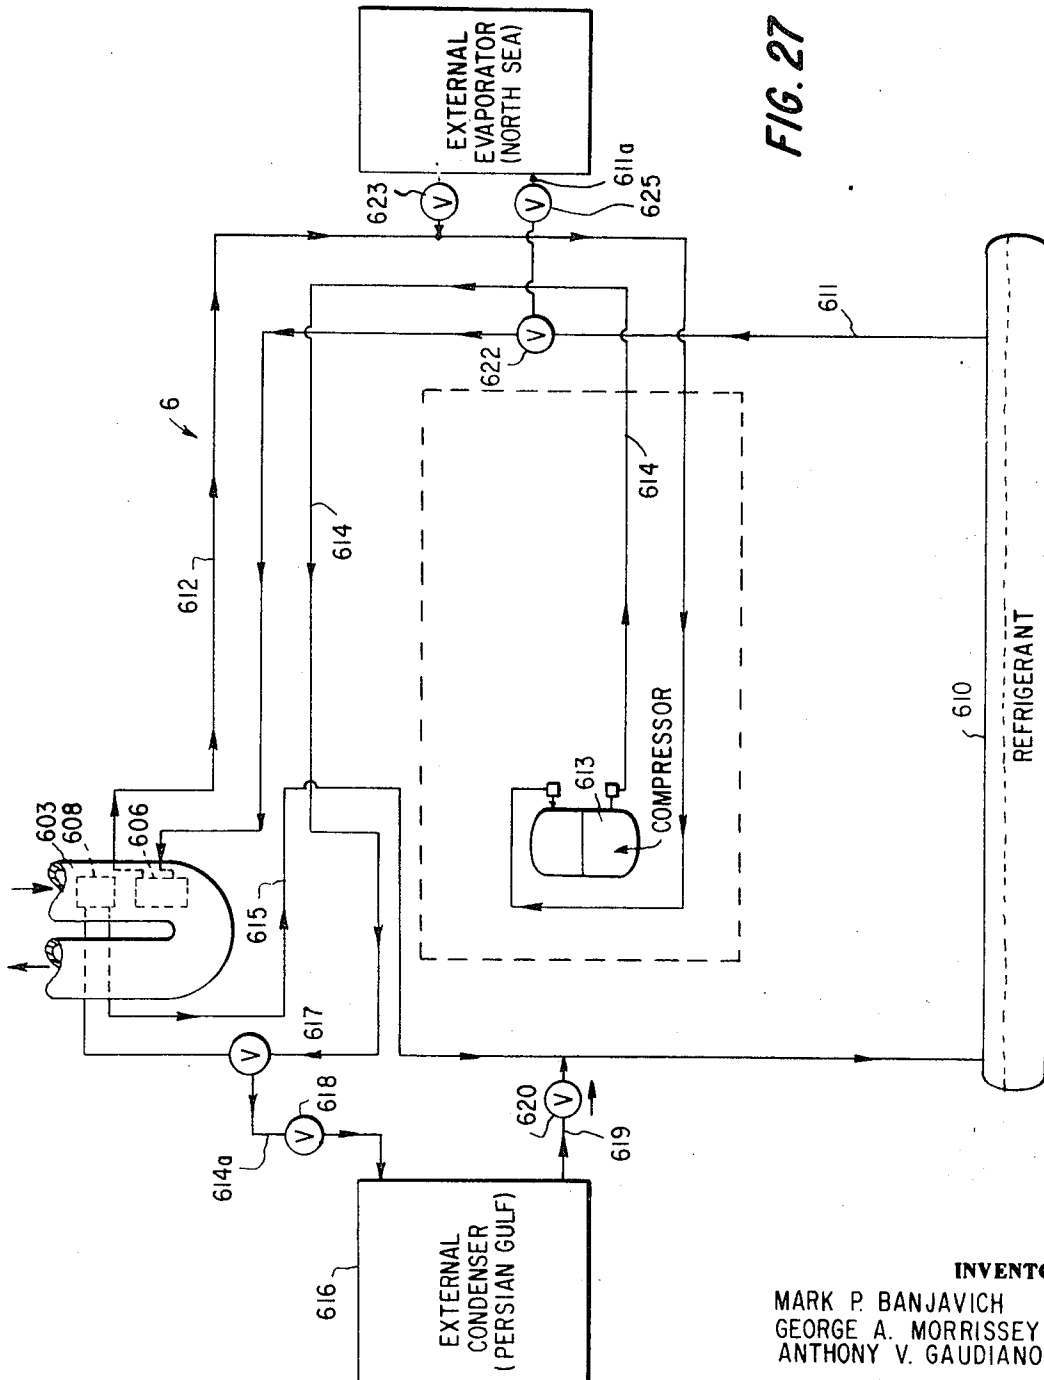 EXTERNAL
EVAPORATOR
(NORTH SEA)
FIG. 27
623
611a
625
6
612
614
622
611
614
603
608
606
615
613
COMPRESSOR
610
REFRIGERANT
617
618
614a
620
619
616
EXTERNAL
CONDENSER
(PERSIAN GULF)
V
V
V
V
V
V
INVENTO
MARK P. BANJAVICH
GEORGE A. MORRISSEY
ANTHONY V. GAUDIANO